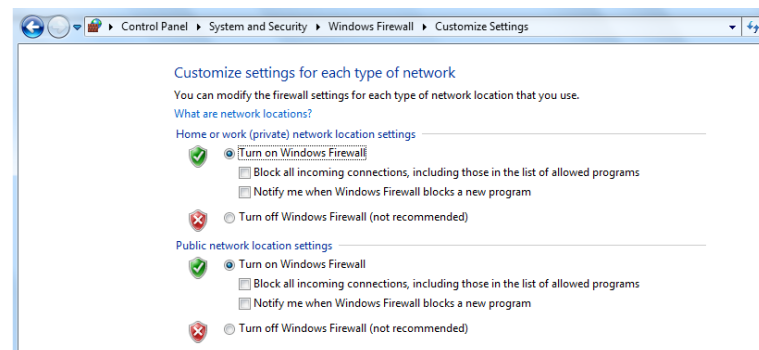 Control Panel ▸ System and Security ▸ Windows Firewall ▸ Customize Settings
Customize settings for each type of network
You can modify the firewall settings for each type of network location that you use.
What are network locations?
Home or work (private) network location settings
Turn on Windows Firewall
Block all incoming connections, including those in the list of allowed programs
Notify me when Windows Firewall blocks a new program
Turn off Windows Firewall (not recommended)
Public network location settings
Turn on Windows Firewall
Block all incoming connections, including those in the list of allowed programs
Notify me when Windows Firewall blocks a new program
Turn off Windows Firewall (not recommended)